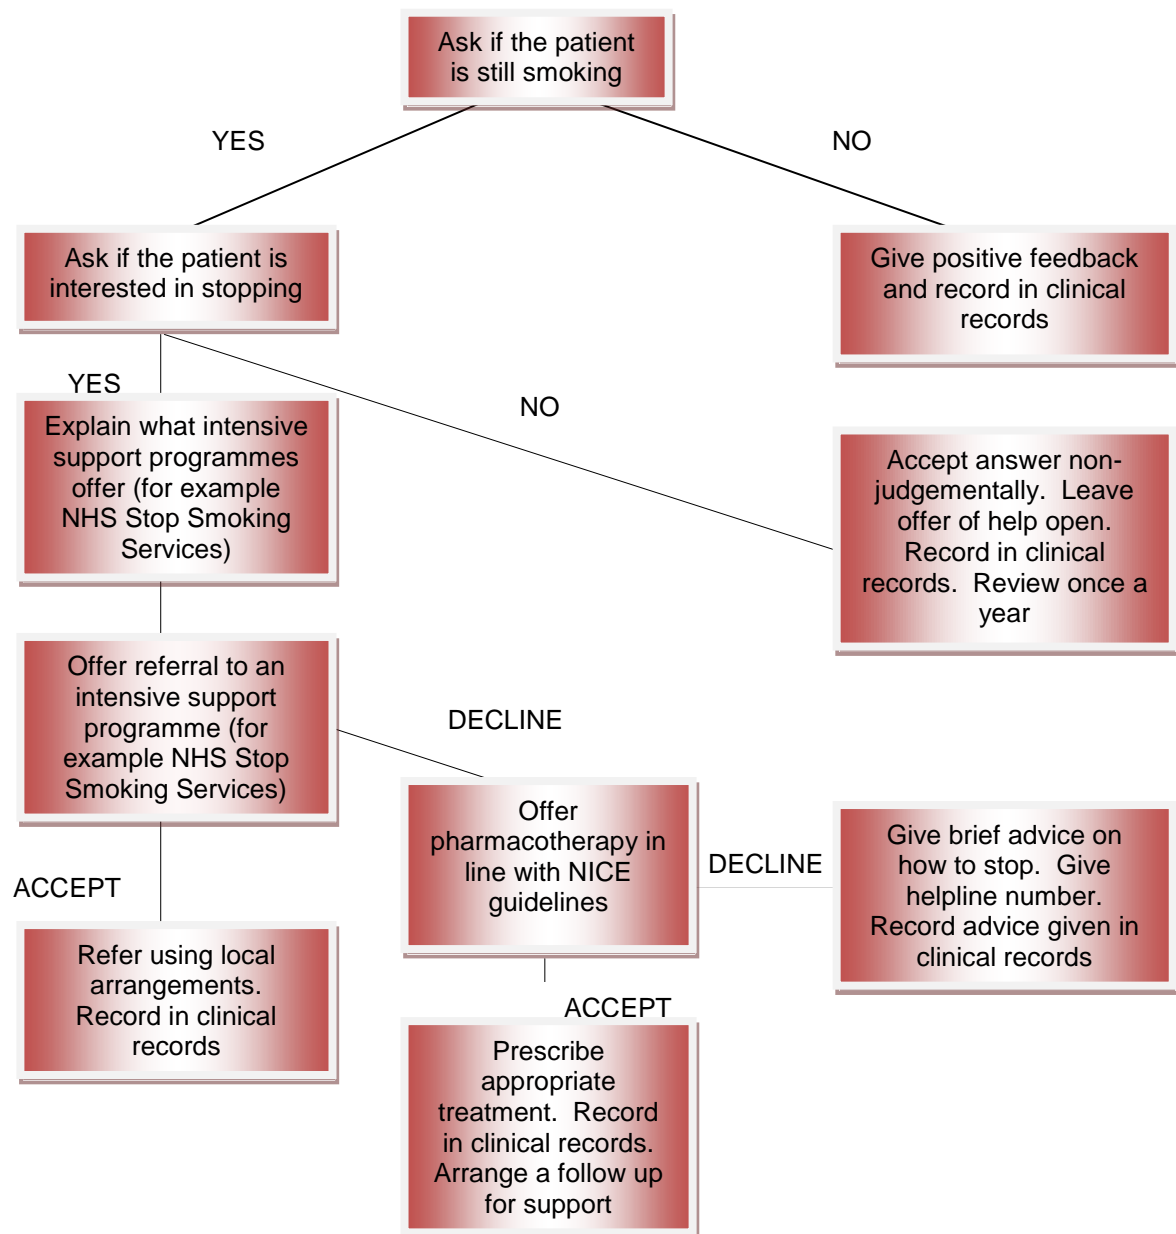 Ask if the patient
is still smoking
YES
NO
Ask if the patient is
interested in stopping
Give positive feedback
and record in clinical
records
YES
NO
Explain what intensive
support programmes
offer (for example
NHS Stop Smoking
Services)
Accept answer non-
judgementally.  Leave
offer of help open.
Record in clinical
records.  Review once a
year
Offer referral to an
intensive support
programme (for
example NHS Stop
Smoking Services)
DECLINE
Offer
pharmacotherapy in
line with NICE
guidelines
DECLINE
Give brief advice on
how to stop.  Give
helpline number.
Record advice given in
clinical records
ACCEPT
Refer using local
arrangements.
Record in clinical
records
ACCEPT
Prescribe
appropriate
treatment.  Record
in clinical records.
Arrange a follow up
for support